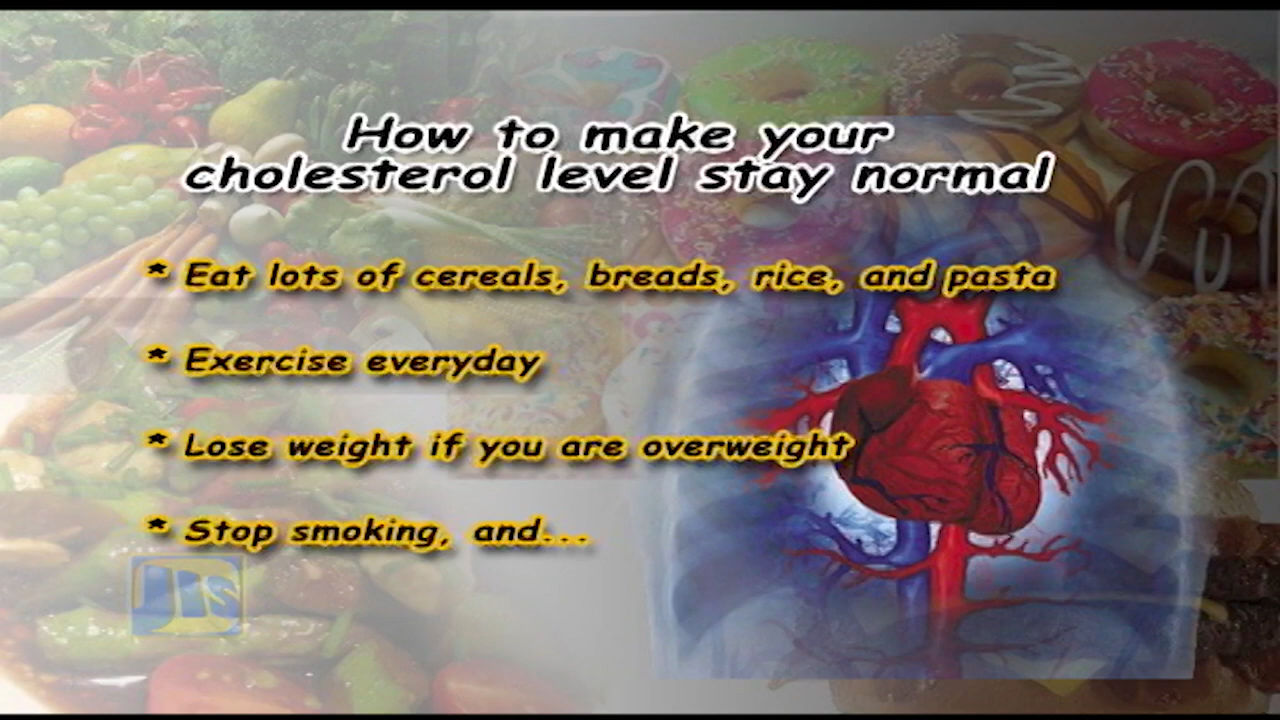 How to make your
cholesterol level stay normal
* Eat lots of cereals, breads, rice, and pasta
* Exercise everyday
* Lose weight if you are overweight
* Stop smoking, and...
JIS